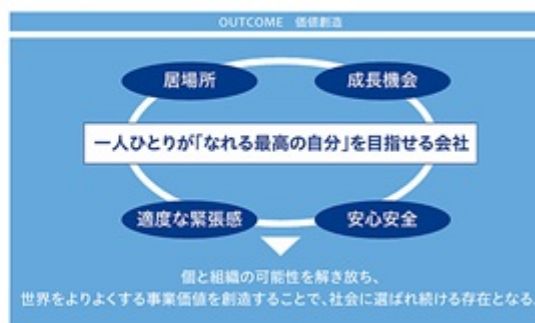 OUTCOME 価値創造
居場所
成長機会
一人ひとりが「なれる最高の自分」を目指せる会社
適度な緊張感
安心安全
個と組織の可能性を解き放ち、
世界をよりよくする事業価値を創造することで、社会に選ばれ続ける存在となる。